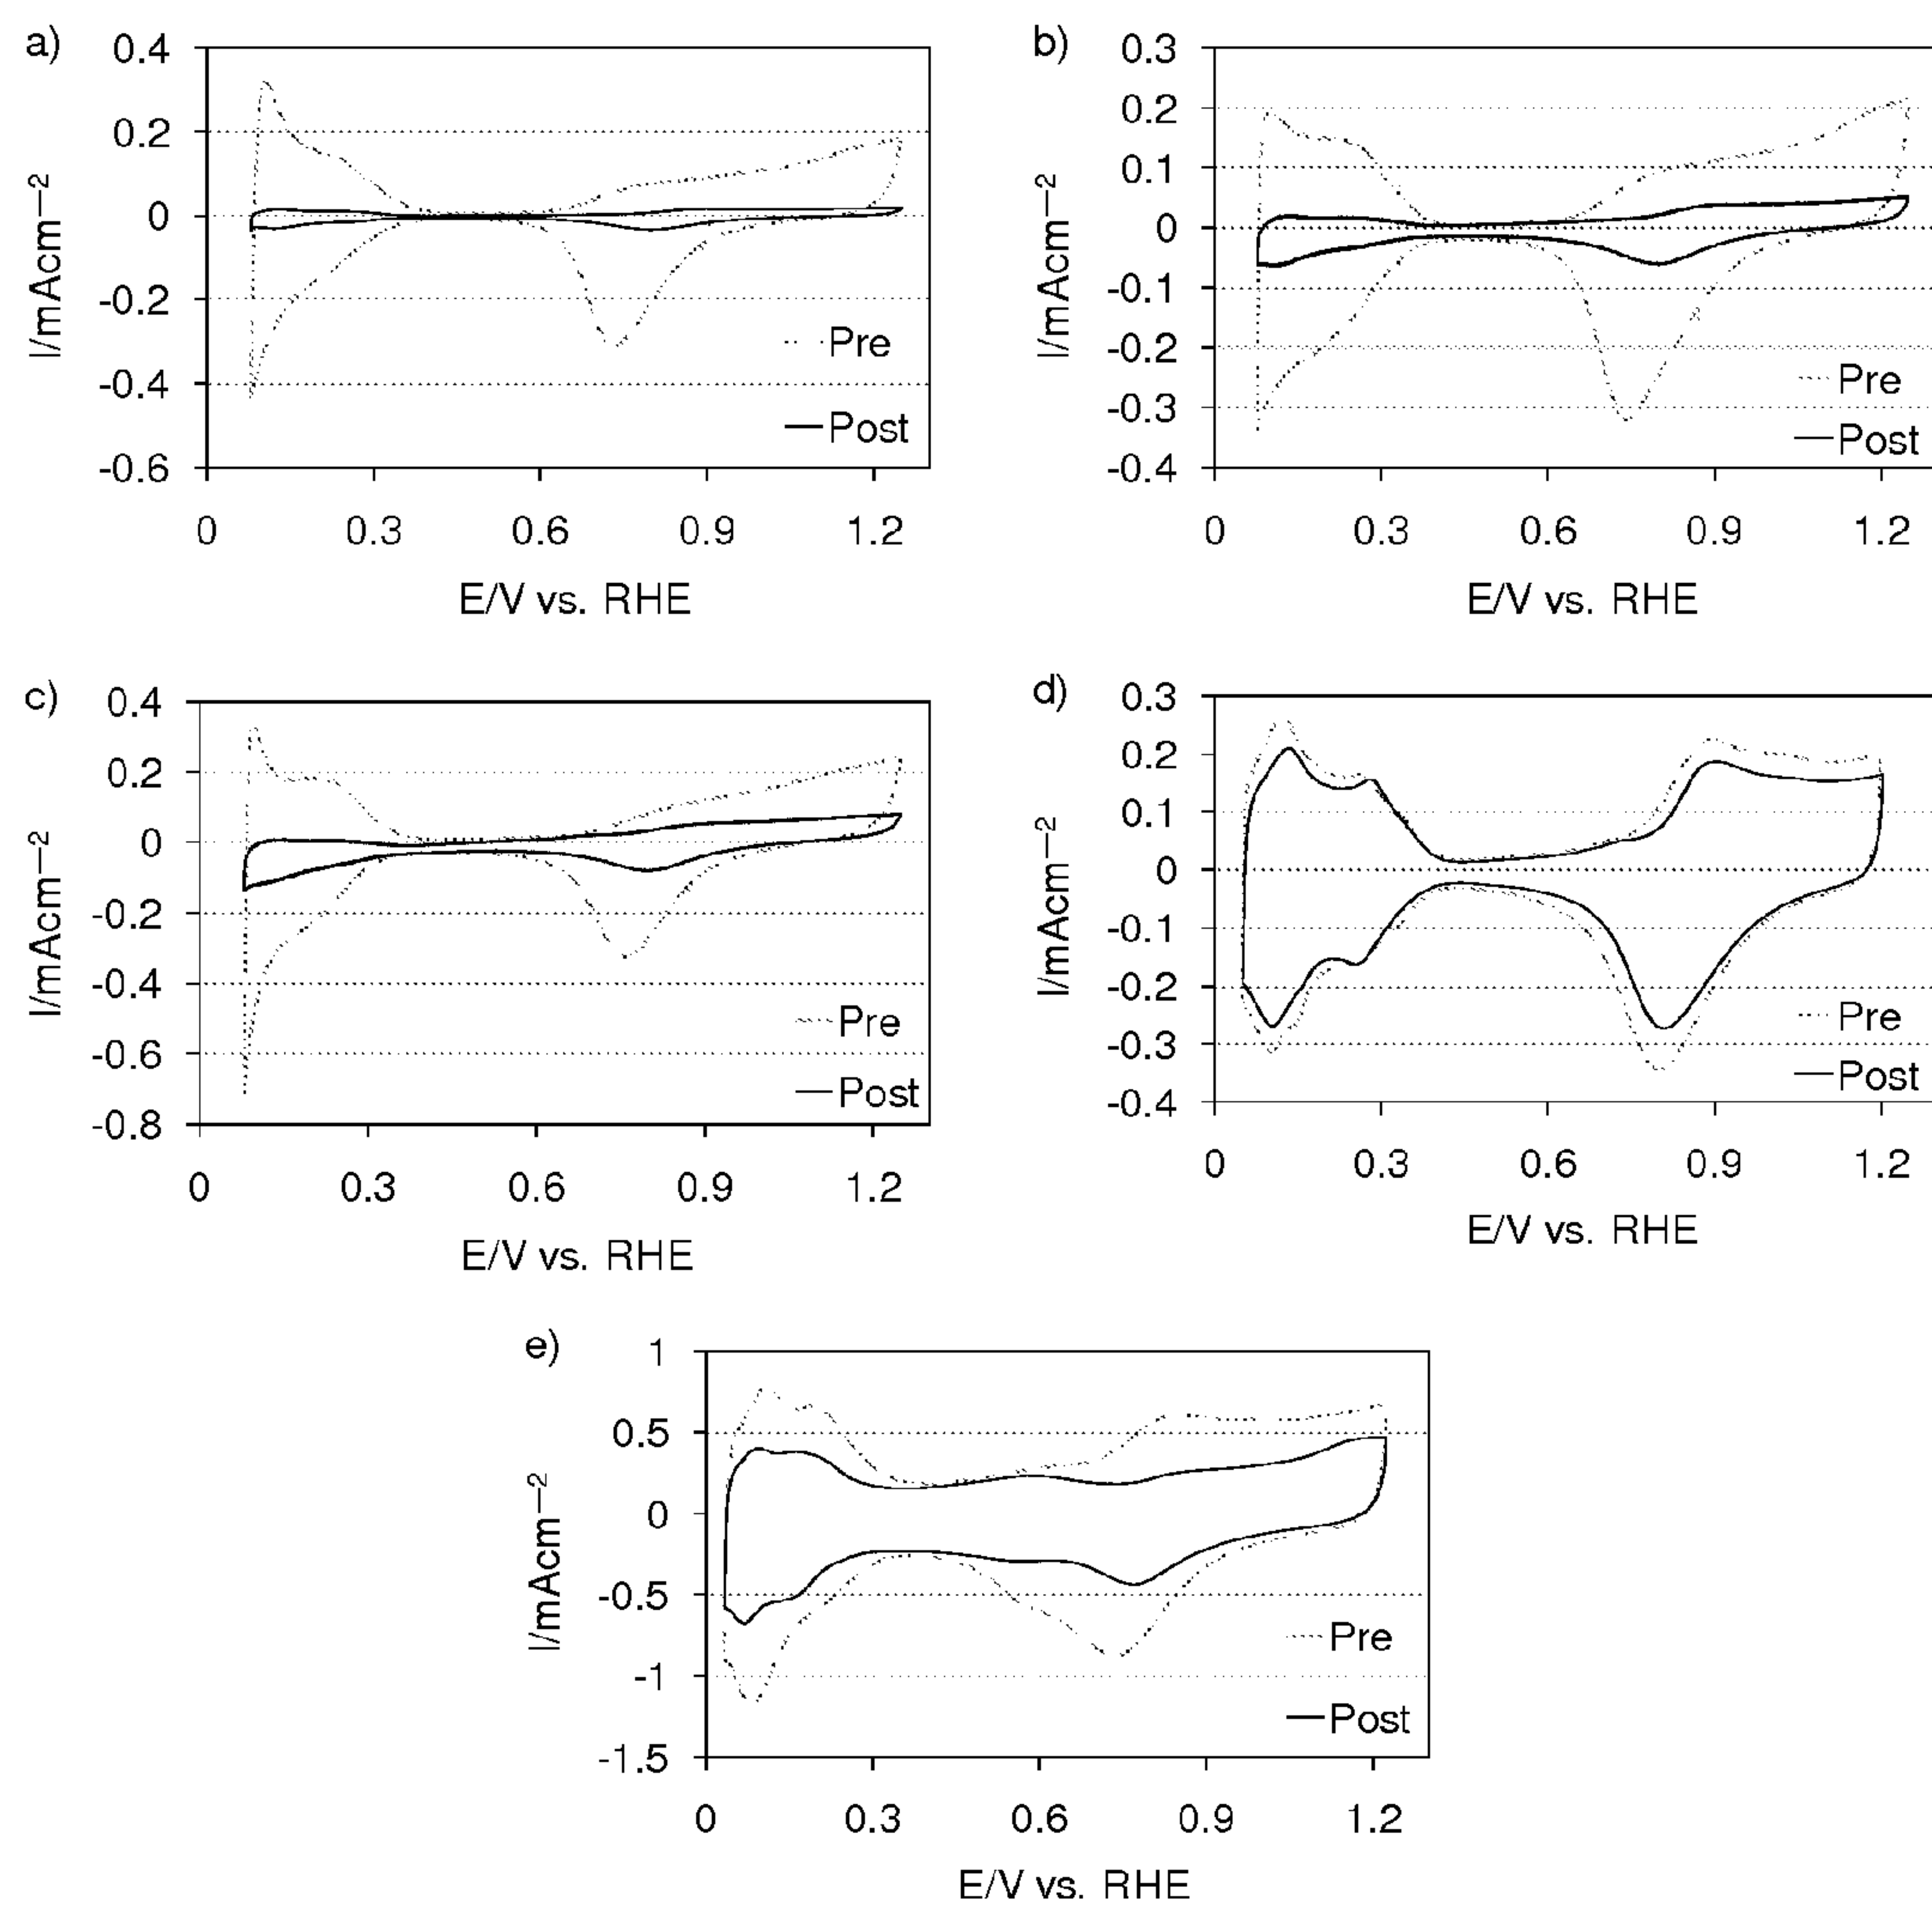 a)
0.4
0.2
0
-0.2
-0.4
-0.6
I/mAcm−2
Pre
Post
0 0.3 0.6 0.9 1.2
E/V vs. RHE
b)
0.3
0.2
0.1
0
-0.1
-0.2
-0.3
-0.4
I/mAcm−2
Pre
Post
0 0.3 0.6 0.9 1.2
E/V vs. RHE
c)
0.4
0.2
0
-0.2
-0.4
-0.6
-0.8
I/mAcm−2
Pre
Post
0 0.3 0.6 0.9 1.2
E/V vs. RHE
d)
0.3
0.2
0.1
0
-0.1
-0.2
-0.3
-0.4
I/mAcm−2
Pre
Post
0 0.3 0.6 0.9 1.2
E/V vs. RHE
e)
1
0.5
0
-0.5
-1
-1.5
I/mAcm−2
Pre
Post
0 0.3 0.6 0.9 1.2
E/V vs. RHE